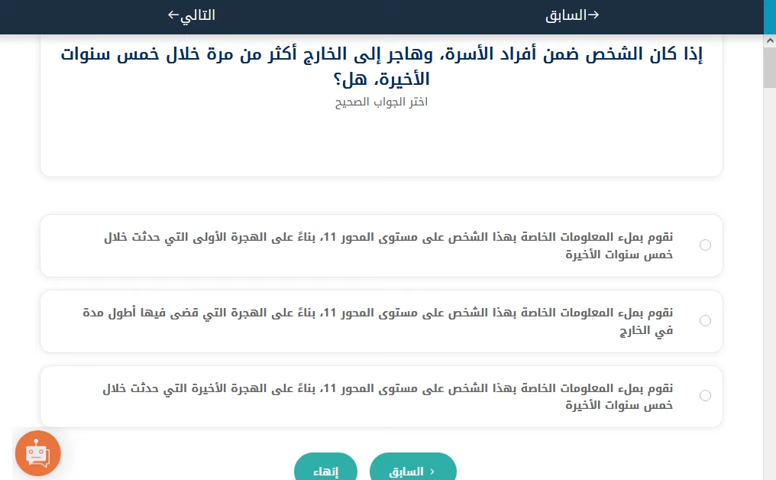 →السابق
التالي←
إذا كان الشخص ضمن أفراد الأسرة، وهاجر إلى الخارج أكثر من مرة خلال خمس سنوات
الأخيرة، هل؟
اختر الجواب الصحيح
نقوم بملء المعلومات الخاصة بهذا الشخص على مستوى المحور 11، بناءً على الهجرة الأولى التي حدثت خلال
خمس سنوات الأخيرة
نقوم بملء المعلومات الخاصة بهذا الشخص على مستوى المحور 11، بناءً على الهجرة التي قضى فيها أطول مدة
في الخارج
نقوم بملء المعلومات الخاصة بهذا الشخص على مستوى المحور 11، بناءً على الهجرة الأخيرة التي حدثت خلال
خمس سنوات الأخيرة
› السابق
إنهاء